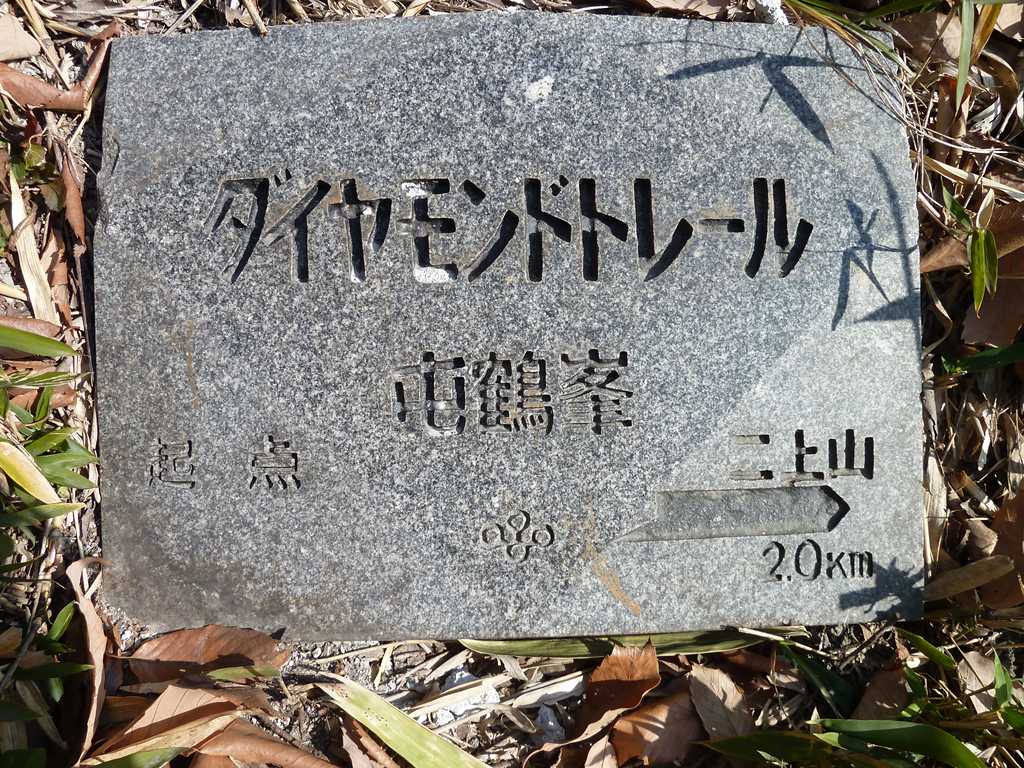 ダイヤモンドトレール
屯鶴峯
起点
二上山
2.0km